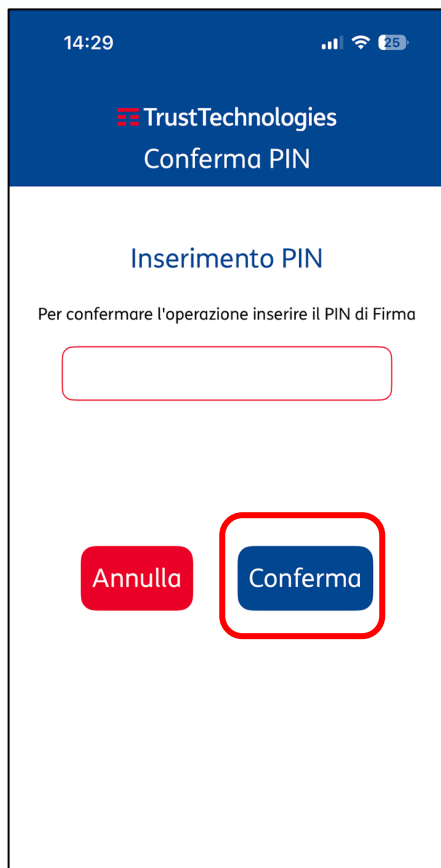 14:29
25
TrustTechnologies
Conferma PIN
Inserimento PIN
Per confermare l'operazione inserire il PIN di Firma
Annulla
Conferma